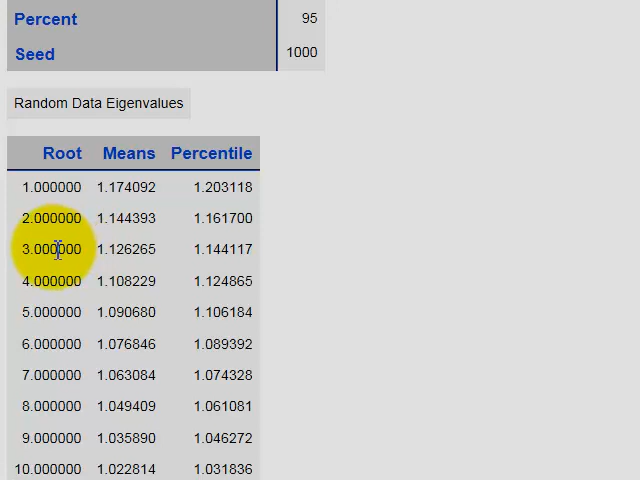 Percent 95
Seed 1000
Random Data Eigenvalues
Root Means Percentile
1.000000 1.174092 1.203118
2.000000 1.144393 1.161700
3.000000 1.126265 1.144117
4.000000 1.108229 1.124865
5.000000 1.090680 1.106184
6.000000 1.076846 1.089392
7.000000 1.063084 1.074328
8.000000 1.049409 1.061081
9.000000 1.035890 1.046272
10.000000 1.022814 1.031836